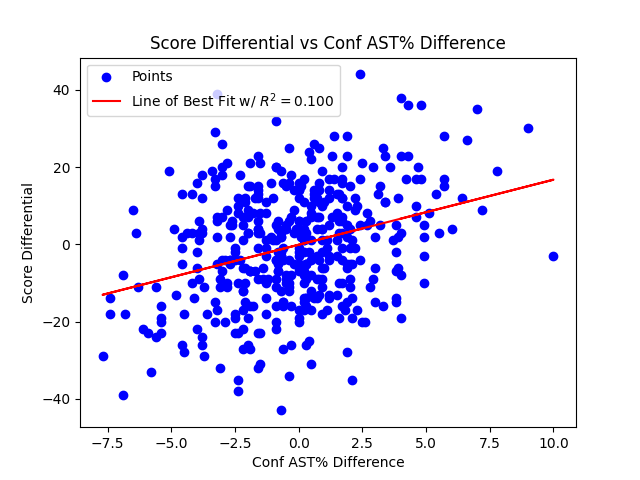 Score Differential vs Conf AST% Difference
Points
Line of Best Fit w/ $R^2 = 0.100$
Score Differential
40
20
0
−20
−40
−7.5 −5.0 −2.5 0.0 2.5 5.0 7.5 10.0
Conf AST% Difference